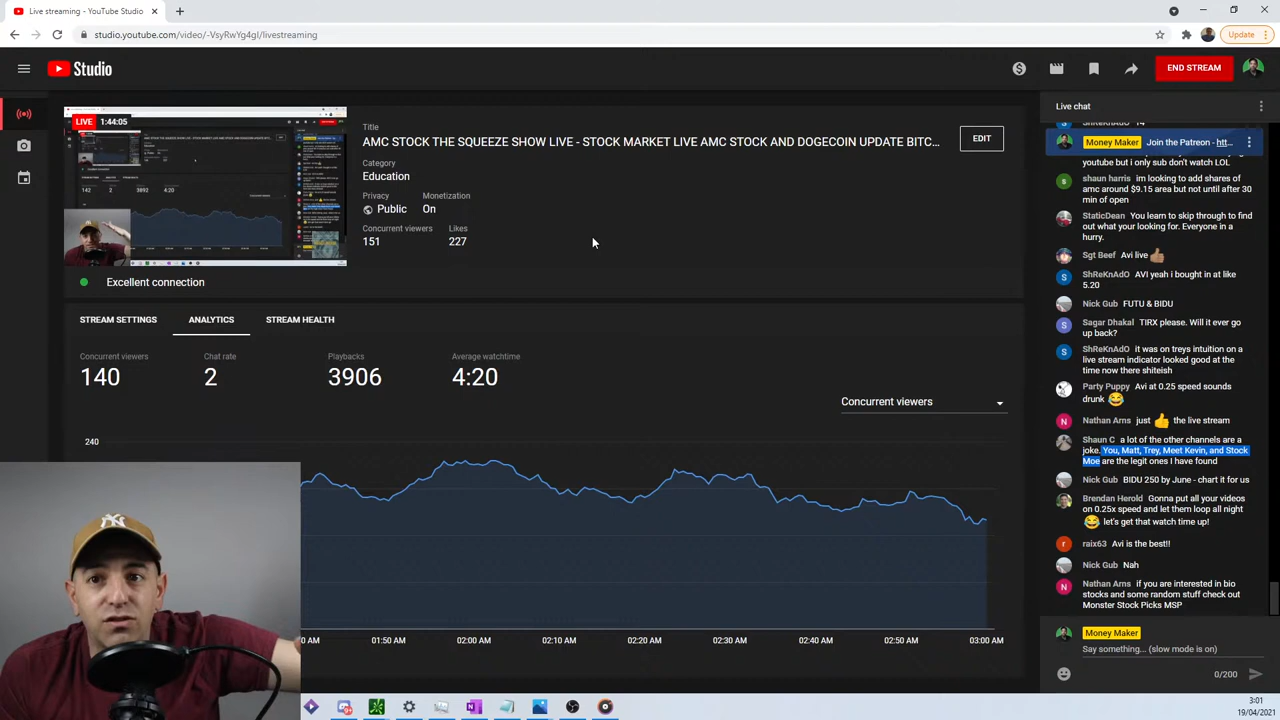 Live streaming - YouTube Studio
studio.youtube.com/video/-VsyRwYg4gI/livestreaming
Update
Studio
END STREAM
LIVE 1:44:05
Title
AMC STOCK THE SQUEEZE SHOW LIVE - STOCK MARKET LIVE AMC STOCK AND DOGECOIN UPDATE BITC...
EDIT
Category
Education
Privacy Monetization
Public On
Concurrent viewers Likes
151 227
Excellent connection
STREAM SETTINGS ANALYTICS STREAM HEALTH
Concurrent viewers Chat rate Playbacks Average watchtime
140 2 3906 4:20
Concurrent viewers
240
01:50 AM 02:00 AM 02:10 AM 02:20 AM 02:30 AM 02:40 AM 02:50 AM 03:00 AM
Live chat
Money Maker Join the Patreon - htt...
youtube but i only sub don't watch LOL
shaun harris im looking to add shares of
amc around $9.15 area but not until after 30
min of open
StaticDean You learn to skip through to find
out what your looking for. Everyone in a
hurry.
Sgt Beef Avi live
ShReKnAdO AVI yeah i bought in at like
5.20
Nick Gub FUTU & BIDU
Sagar Dhakal TIRX please. Will it ever go
up back?
ShReKnAdO it was on treys intuition on a
live stream indicator looked good at the
time now there shiteish
Party Puppy Avi at 0.25 speed sounds
drunk
Nathan Arns just the live stream
Shaun C a lot of the other channels are a
joke. You, Matt, Trey, Meet Kevin, and Stock
Moe are the legit ones I have found
Nick Gub BIDU 250 by June - chart it for us
Brendan Herold Gonna put all your videos
on 0.25x speed and let them loop all night
let's get that watch time up!
raix63 Avi is the best!!
Nick Gub Nah
Nathan Arns if you are interested in bio
stocks and some random stuff check out
Monster Stock Picks MSP
Money Maker
Say something... (slow mode is on)
0/200
3:01
19/04/2021